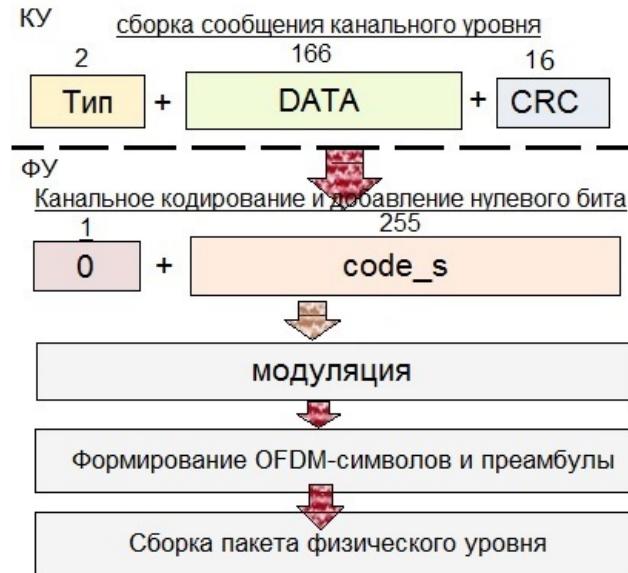 КУ
сборка сообщения канального уровня
2 166 16
Тип + DATA + CRC
ФУ
Канальное кодирование и добавление нулевого бита
1 255
0 + code_s
модуляция
Формирование OFDM-символов и преамбулы
Сборка пакета физического уровня